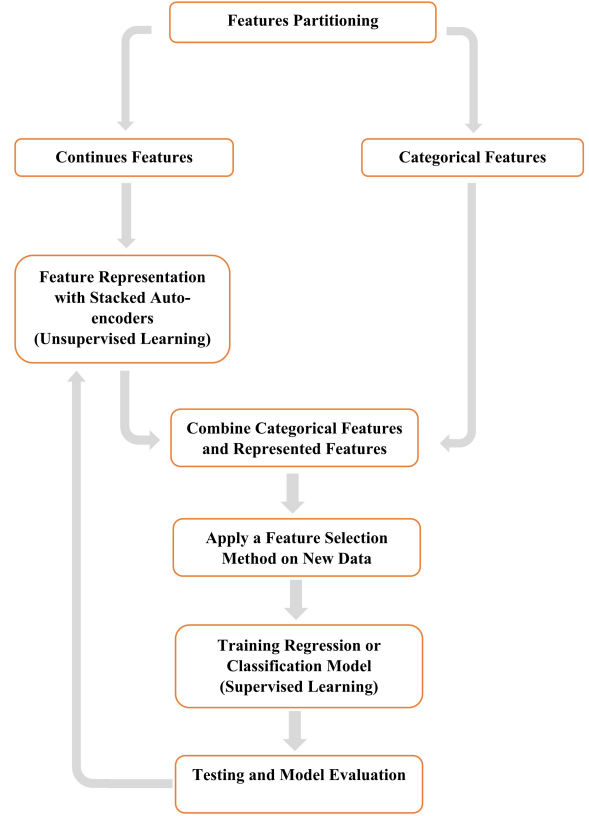 Features Partitioning
Continues Features
Categorical Features
Feature Representation
with Stacked Auto-
encoders
(Unsupervised Learning)
Combine Categorical Features
and Represented Features
Apply a Feature Selection
Method on New Data
Training Regression or
Classification Model
(Supervised Learning)
Testing and Model Evaluation